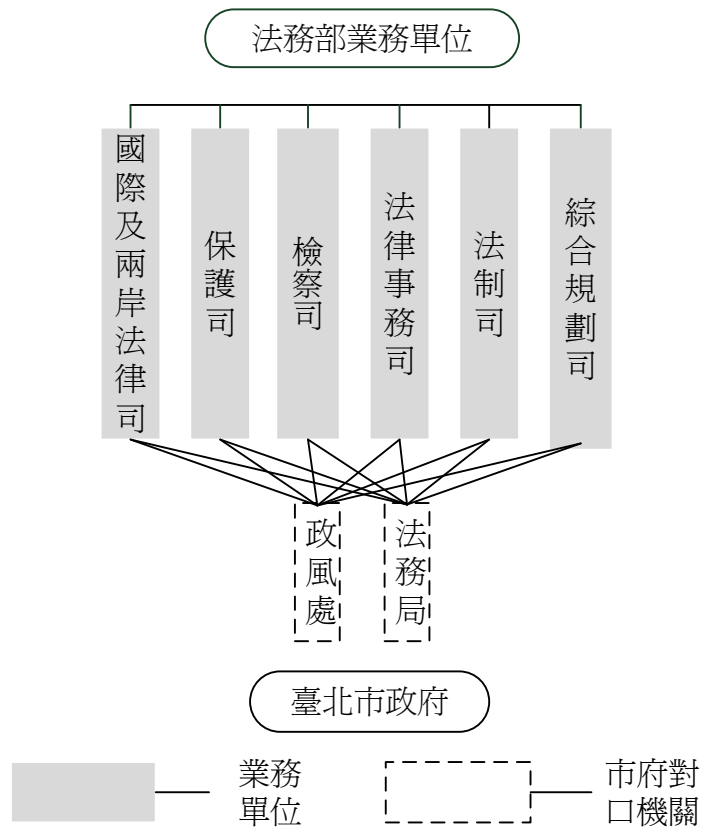 法務部業務單位
國際及兩岸法律司
保護司
檢察司
法律事務司
法制司
綜合規劃司
政風處
法務局
臺北市政府
業務
單位
市府對
口機關